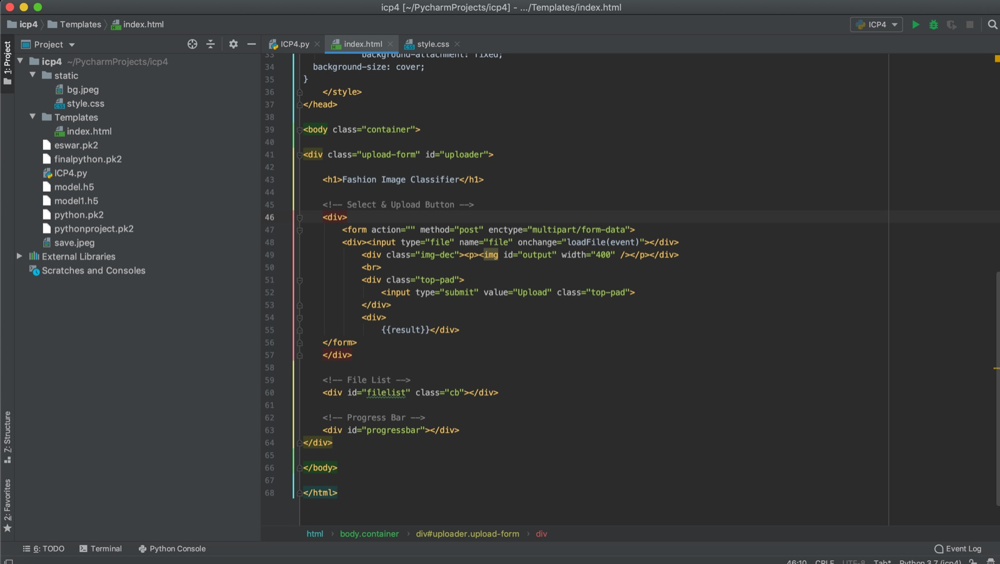 icp4 [~/PycharmProjects/icp4] - .../Templates/index.html
icp4 Templates index.html
ICP4
1: Project
Project
ICP4.py
index.html
style.css
icp4 ~/PycharmProjects/icp4
static
bg.jpeg
style.css
Templates
index.html
eswar.pk2
finalpython.pk2
ICP4.py
model.h5
model1.h5
python.pk2
pythonproject.pk2
save.jpeg
External Libraries
Scratches and Consoles
33 background-attachment: fixed;
34 background-size: cover;
35 }
36 </style>
37 </head>
38
39 <body class="container">
40
41 <div class="upload-form" id="uploader">
42
43 <h1>Fashion Image Classifier</h1>
44
45 <!-- Select & Upload Button -->
46 <div>
47 <form action="" method="post" enctype="multipart/form-data">
48 <div><input type="file" name="file" onchange="loadFile(event)"></div>
49 <div class="img-dec"><p><img id="output" width="400" /></p></div>
50 <br>
51 <div class="top-pad">
52 <input type="submit" value="Upload" class="top-pad">
53 </div>
54 <div>
55 {{result}}</div>
56 </form>
57 </div>
58
59 <!-- File List -->
60 <div id="filelist" class="cb"></div>
61
62 <!-- Progress Bar -->
63 <div id="progressbar"></div>
64 </div>
65
66 </body>
67
68 </html>
Z: Structure
2: Favorites
html › body.container › div#uploader.upload-form › div
6: TODO
Terminal
Python Console
Event Log
46:10 CRLF UTF-8 Tab* Python 3.7 (icp4)